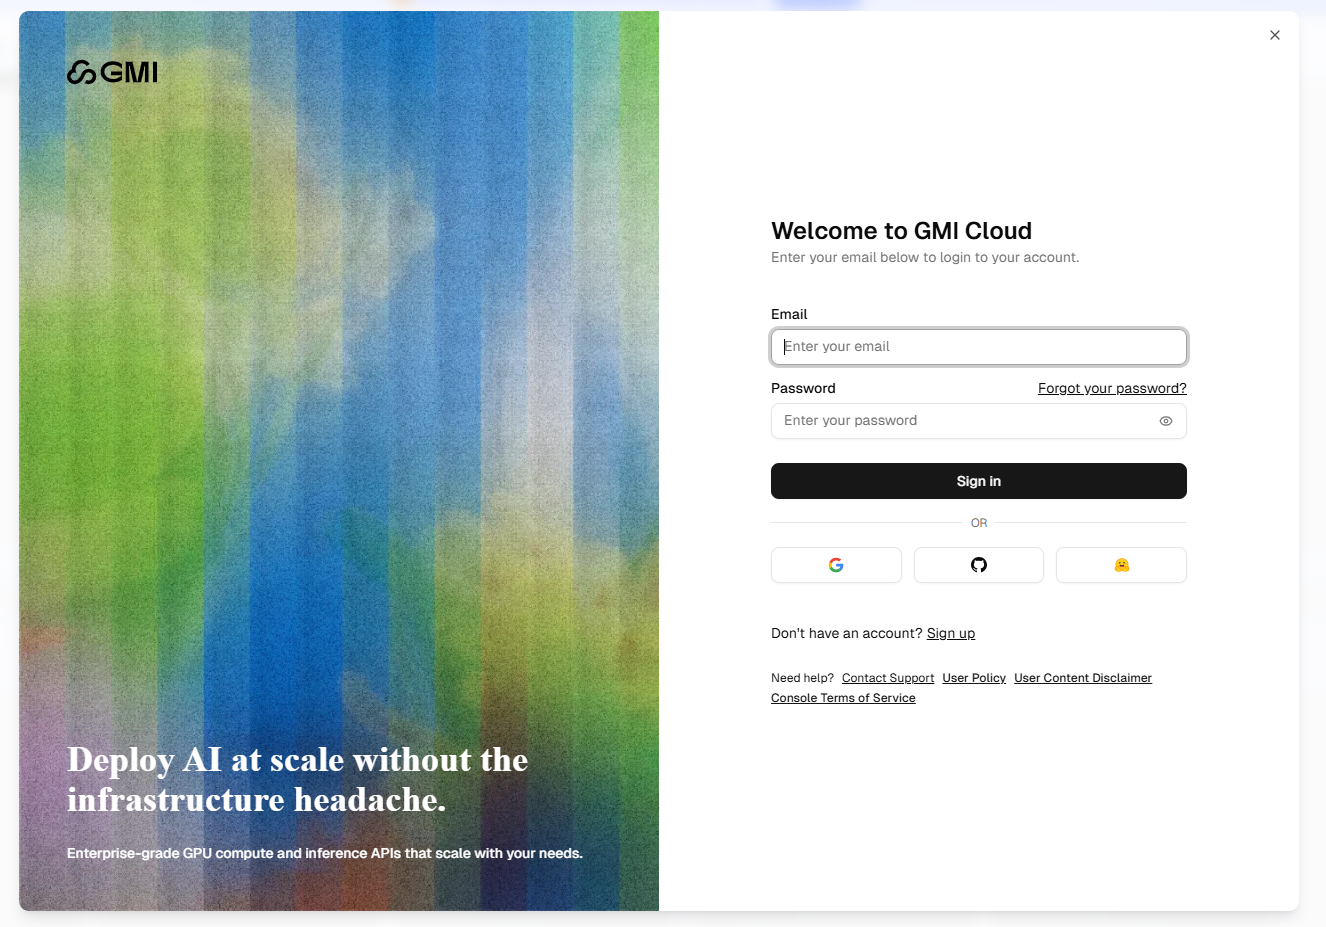 GMI
Deploy AI at scale without the
infrastructure headache.
Enterprise-grade GPU compute and inference APIs that scale with your needs.
Welcome to GMI Cloud
Enter your email below to login to your account.
Email
Enter your email
Password Forgot your password?
Enter your password
Sign in
OR
Don't have an account? Sign up
Need help? Contact Support User Policy User Content Disclaimer
Console Terms of Service